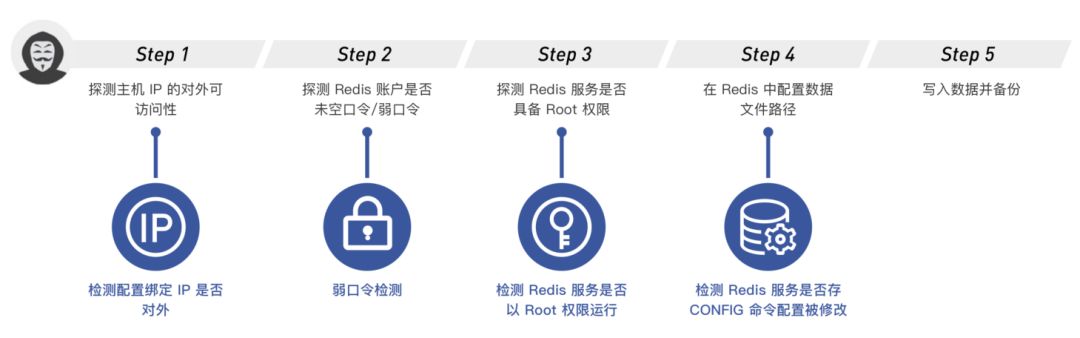 Step 1
Step 2
Step 3
Step 4
Step 5
探测主机 IP 的对外可
访问性
探测 Redis 账户是否
未空口令/弱口令
探测 Redis 服务是否
具备 Root 权限
在 Redis 中配置数据
文件路径
写入数据并备份
IP
检测配置绑定 IP 是否
对外
弱口令检测
检测 Redis 服务是否
以 Root 权限运行
检测 Redis 服务是否存
CONFIG 命令配置被修改